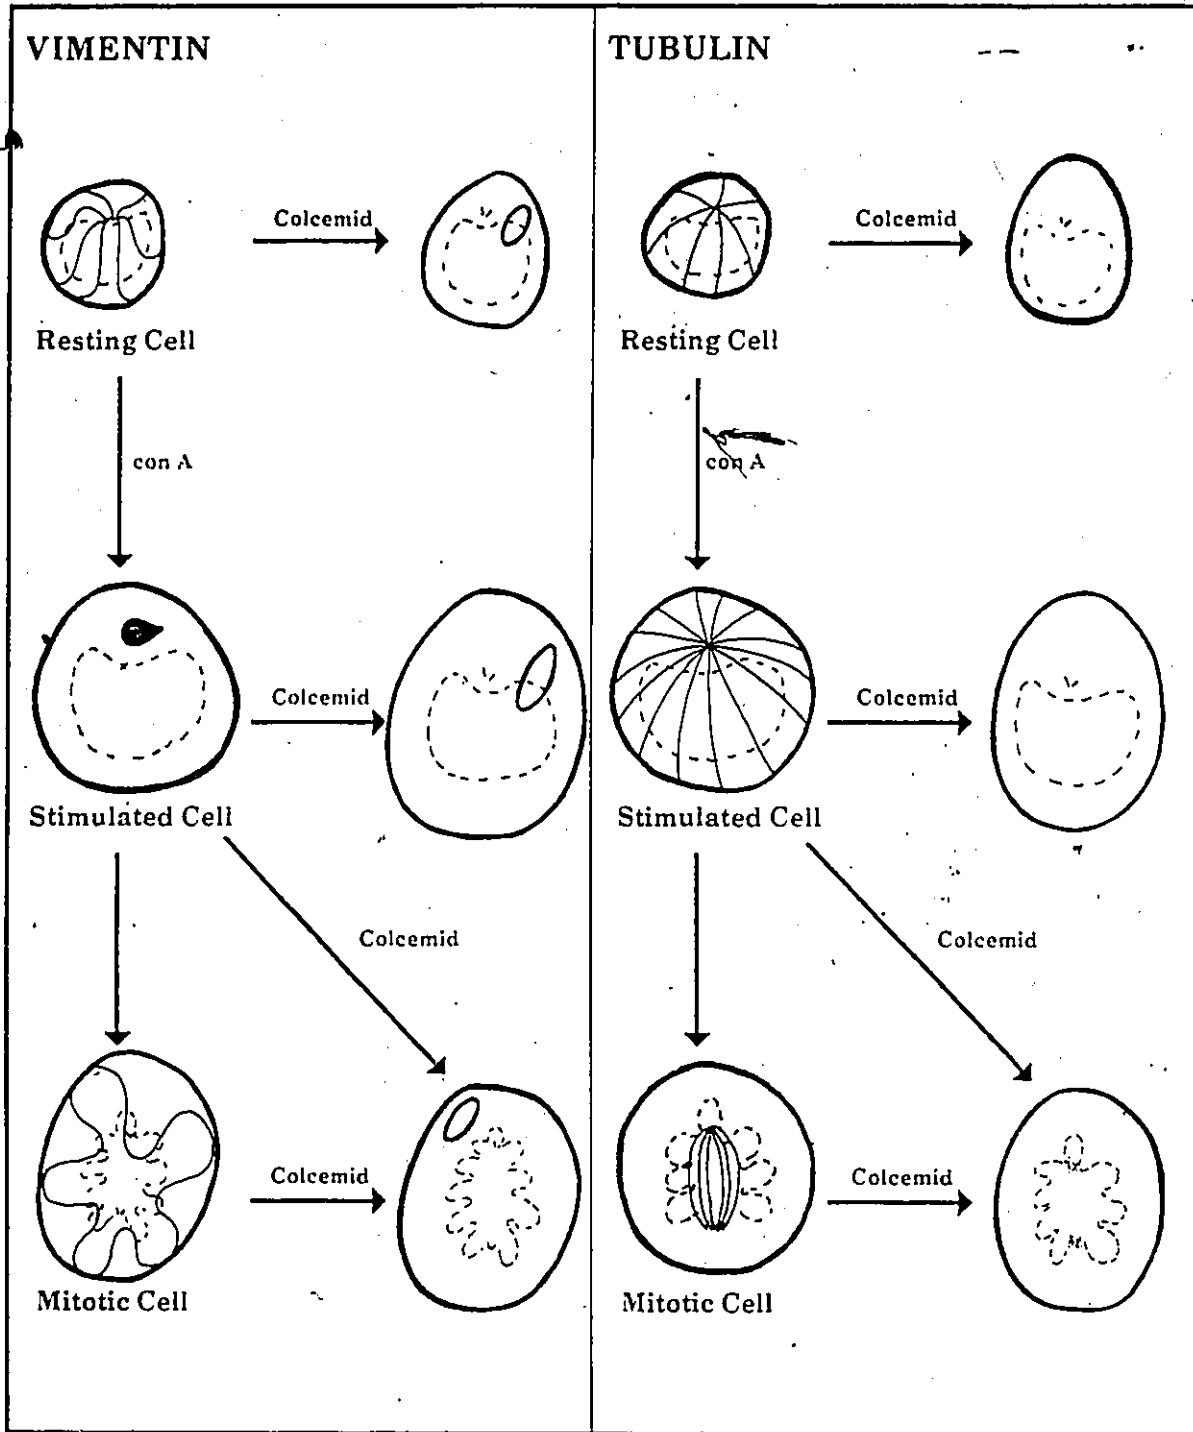 VIMENTIN
Colcemid
Resting Cell
con A
Colcemid
Stimulated Cell
Colcemid
Colcemid
Mitotic Cell
TUBULIN
Colcemid
Resting Cell
con A
Colcemid
Stimulated Cell
Colcemid
Colcemid
Mitotic Cell